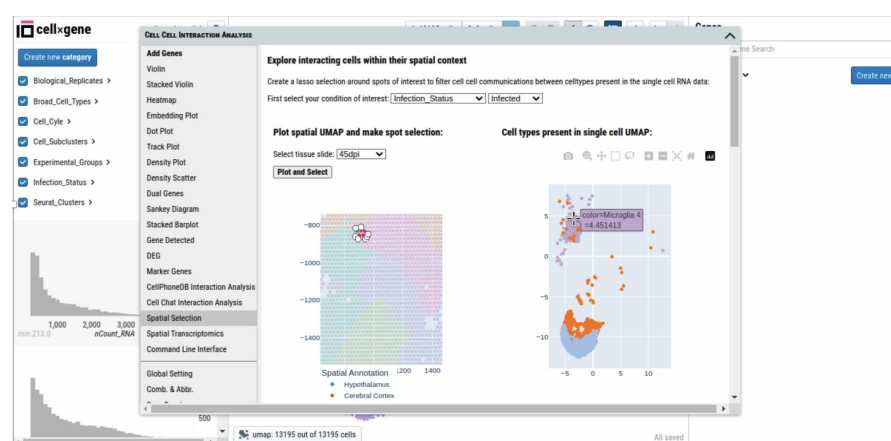 cell×gene
Create new category
Biological_Replicates >
Broad_Cell_Types >
Cell_Cyle >
Cell_Subclusters >
Experimental_Groups >
Infection_Status >
Seurat_Clusters >
1,000 2,000 3,000
min 213.0 nCount_RNA
500
CELL CELL INTERACTION ANALYSIS
Add Genes
Violin
Stacked Violin
Heatmap
Embedding Plot
Dot Plot
Track Plot
Density Plot
Density Scatter
Dual Genes
Sankey Diagram
Stacked Barplot
Gene Detected
DEG
Marker Genes
CellPhoneDB Interaction Analysis
Cell Chat Interaction Analysis
Spatial Selection
Spatial Transcriptomics
Command Line Interface
Global Setting
Comb. & Abbr.
Explore interacting cells within their spatial context
Create a lasso selection around spots of interest to filter cell cell communications between celltypes present in the single cell RNA data:
First select your condition of interest: Infection_Status Infected
Plot spatial UMAP and make spot selection:
Select tissue slide: 45dpi
Plot and Select
−800
−1000
−1200
−1400
1200 1400
Spatial Annotation
Hypothalamus
Cerebral Cortex
Cell types present in single cell UMAP:
color=Microglia 4
=4.451413
5
0
−5
−10
−5 0 5 10
me Search
Create new
umap: 13195 out of 13195 cells
All saved